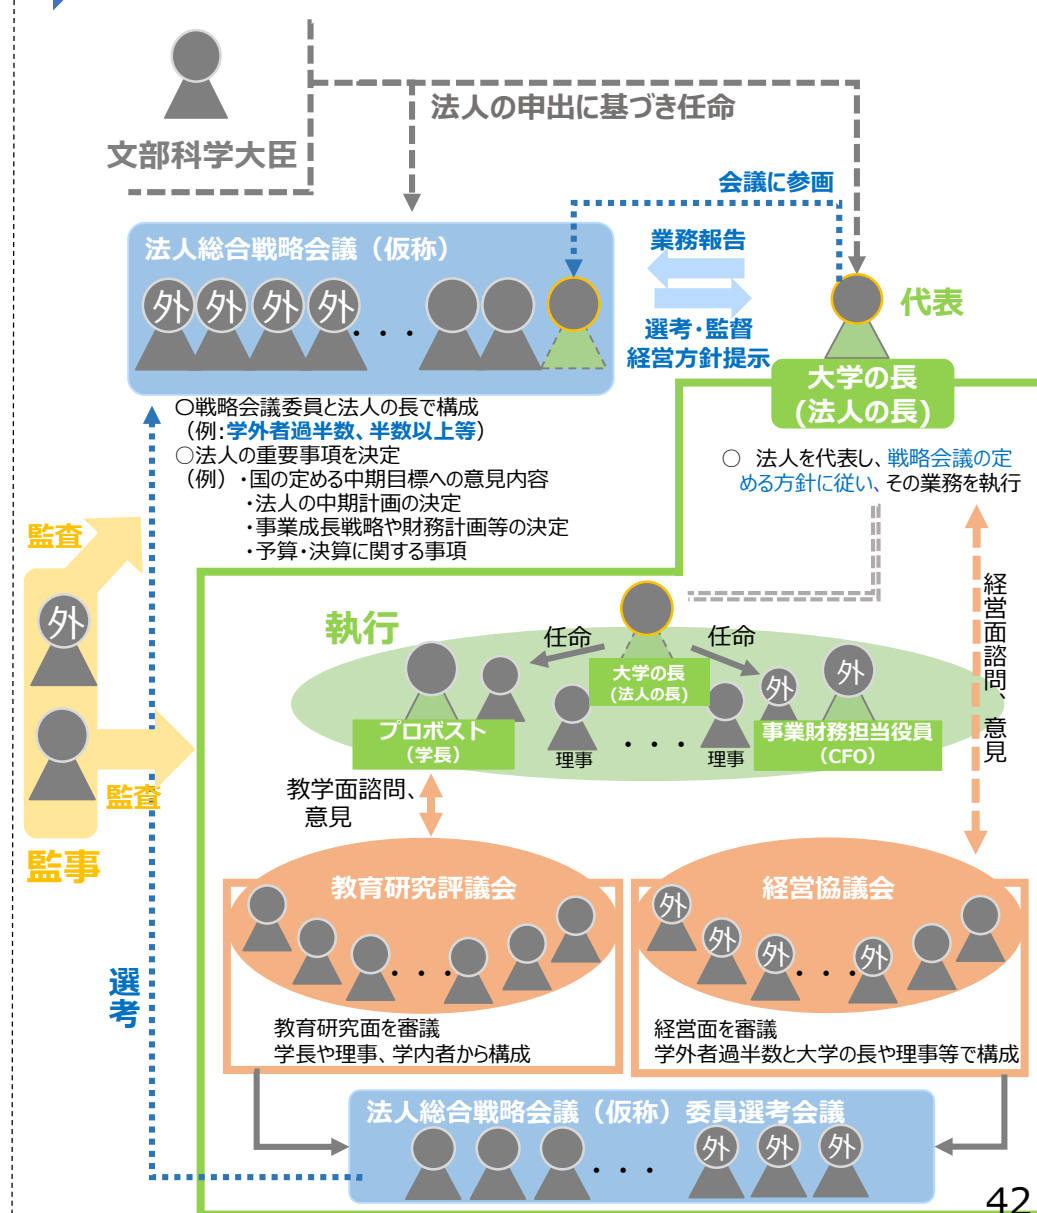 文部科学大臣
法人の申出に基づき任命
会議に参画
法人総合戦略会議（仮称）
外 外 外 外 ・・・
業務報告
選考・監督
経営方針提示
代表
大学の長
(法人の長)
〇戦略会議委員と法人の長で構成
（例:学外者過半数、半数以上等）
○法人の重要事項を決定
（例）・国の定める中期目標への意見内容
・法人の中期計画の決定
・事業成長戦略や財務計画等の決定
・予算・決算に関する事項
○ 法人を代表し、戦略会議の定
める方針に従い、その業務を執行
監査
外
監査
監事
選考
執行
任命
任命
大学の長
(法人の長)
外
外
プロボスト
（学長）
理事
・・・
理事
事業財務担当役員
（CFO）
経営面諮問、意見
教学面諮問、
意見
教育研究評議会
・・・
教育研究面を審議
学長や理事、学内者から構成
経営協議会
外 外 外 ・・・ 外
経営面を審議
学外者過半数と大学の長や理事等で構成
法人総合戦略会議（仮称）委員選考会議
・・・ 外 外 外
42